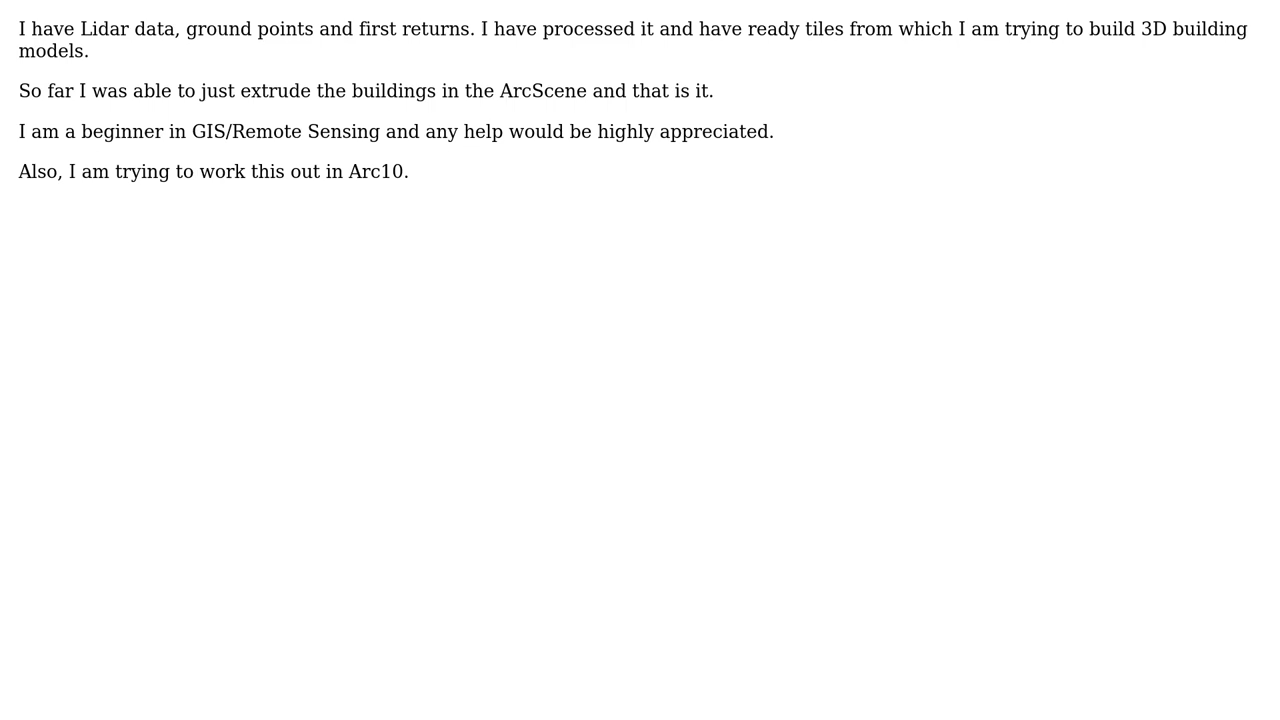 I have Lidar data, ground points and first returns. I have processed it and have ready tiles from which I am trying to build 3D building
models.
So far I was able to just extrude the buildings in the ArcScene and that is it.
I am a beginner in GIS/Remote Sensing and any help would be highly appreciated.
Also, I am trying to work this out in Arc10.